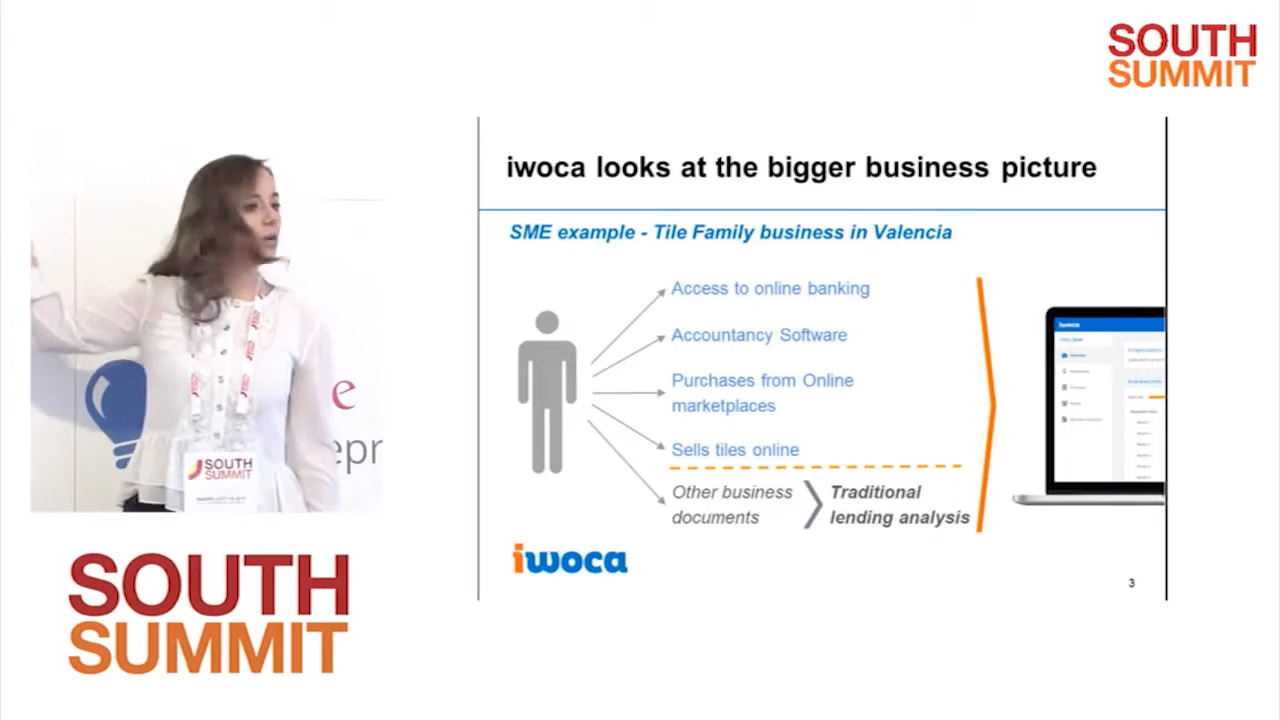 SOUTH
SUMMIT
iwoca looks at the bigger business picture
SME example - Tile Family business in Valencia
Access to online banking
Accountancy Software
Purchases from Online
marketplaces
Sells tiles online
Other business
documents
Traditional
lending analysis
iwoca
3
iwoca
e
epr
SOUTH
SUMMIT
SOUTH
SUMMIT